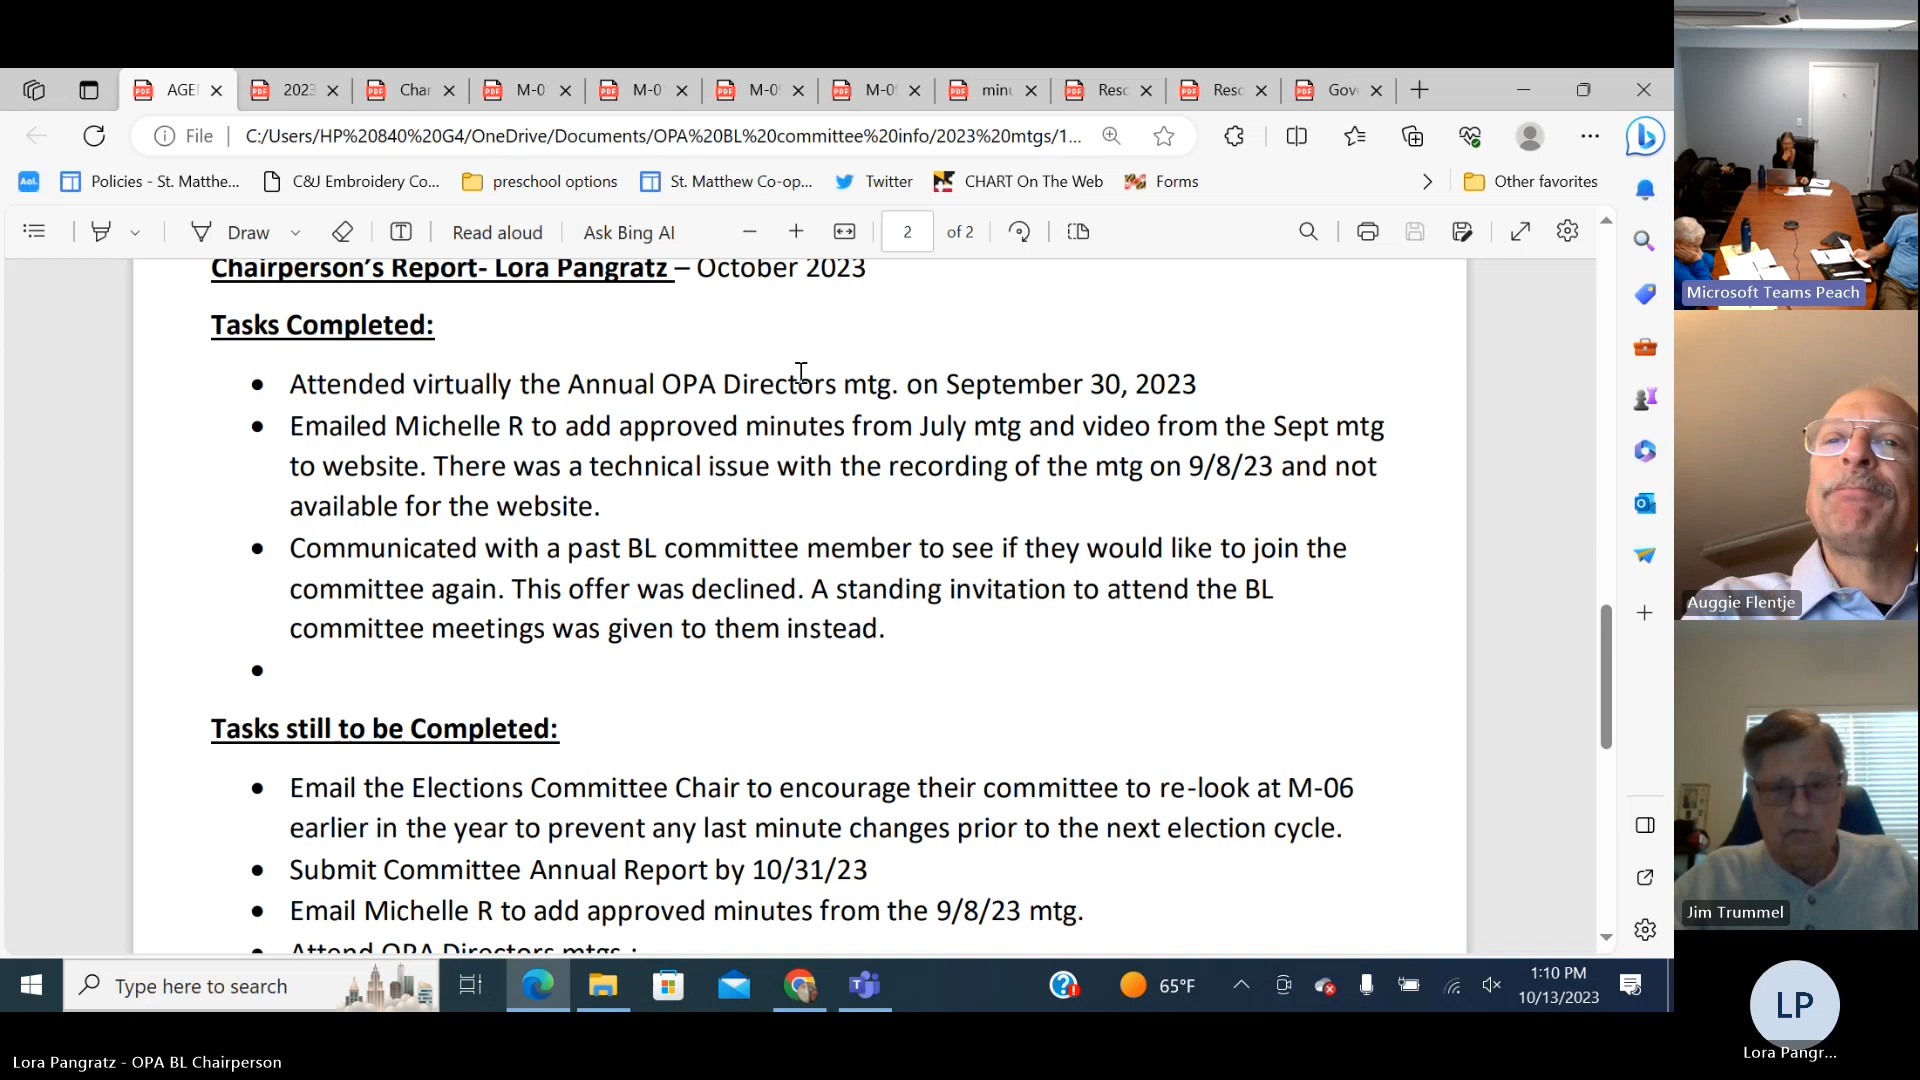 AGE
2023
Char
M-0
M-0
M-0
M-0
minu
Reso
Reso
Gove
File
C:/Users/HP%20840%20G4/OneDrive/Documents/OPA%20BL%20committee%20info/2023%20mtgs/1...
Aol.
Policies - St. Matthe...
C&J Embroidery Co...
preschool options
St. Matthew Co-op...
Twitter
CHART On The Web
Forms
Other favorites
Draw
Read aloud
Ask Bing AI
2
of 2
Chairperson's Report- Lora Pangratz – October 2023
Tasks Completed:
• Attended virtually the Annual OPA Directors mtg. on September 30, 2023
• Emailed Michelle R to add approved minutes from July mtg and video from the Sept mtg
to website. There was a technical issue with the recording of the mtg on 9/8/23 and not
available for the website.
• Communicated with a past BL committee member to see if they would like to join the
committee again. This offer was declined. A standing invitation to attend the BL
committee meetings was given to them instead.
•
Tasks still to be Completed:
• Email the Elections Committee Chair to encourage their committee to re-look at M-06
earlier in the year to prevent any last minute changes prior to the next election cycle.
• Submit Committee Annual Report by 10/31/23
• Email Michelle R to add approved minutes from the 9/8/23 mtg.
• Attend OPA Directors mtgs.:
Type here to search
65°F
1:10 PM
10/13/2023
Lora Pangratz - OPA BL Chairperson
Microsoft Teams Peach
Auggie Flentje
Jim Trummel
LP
Lora Pangr...